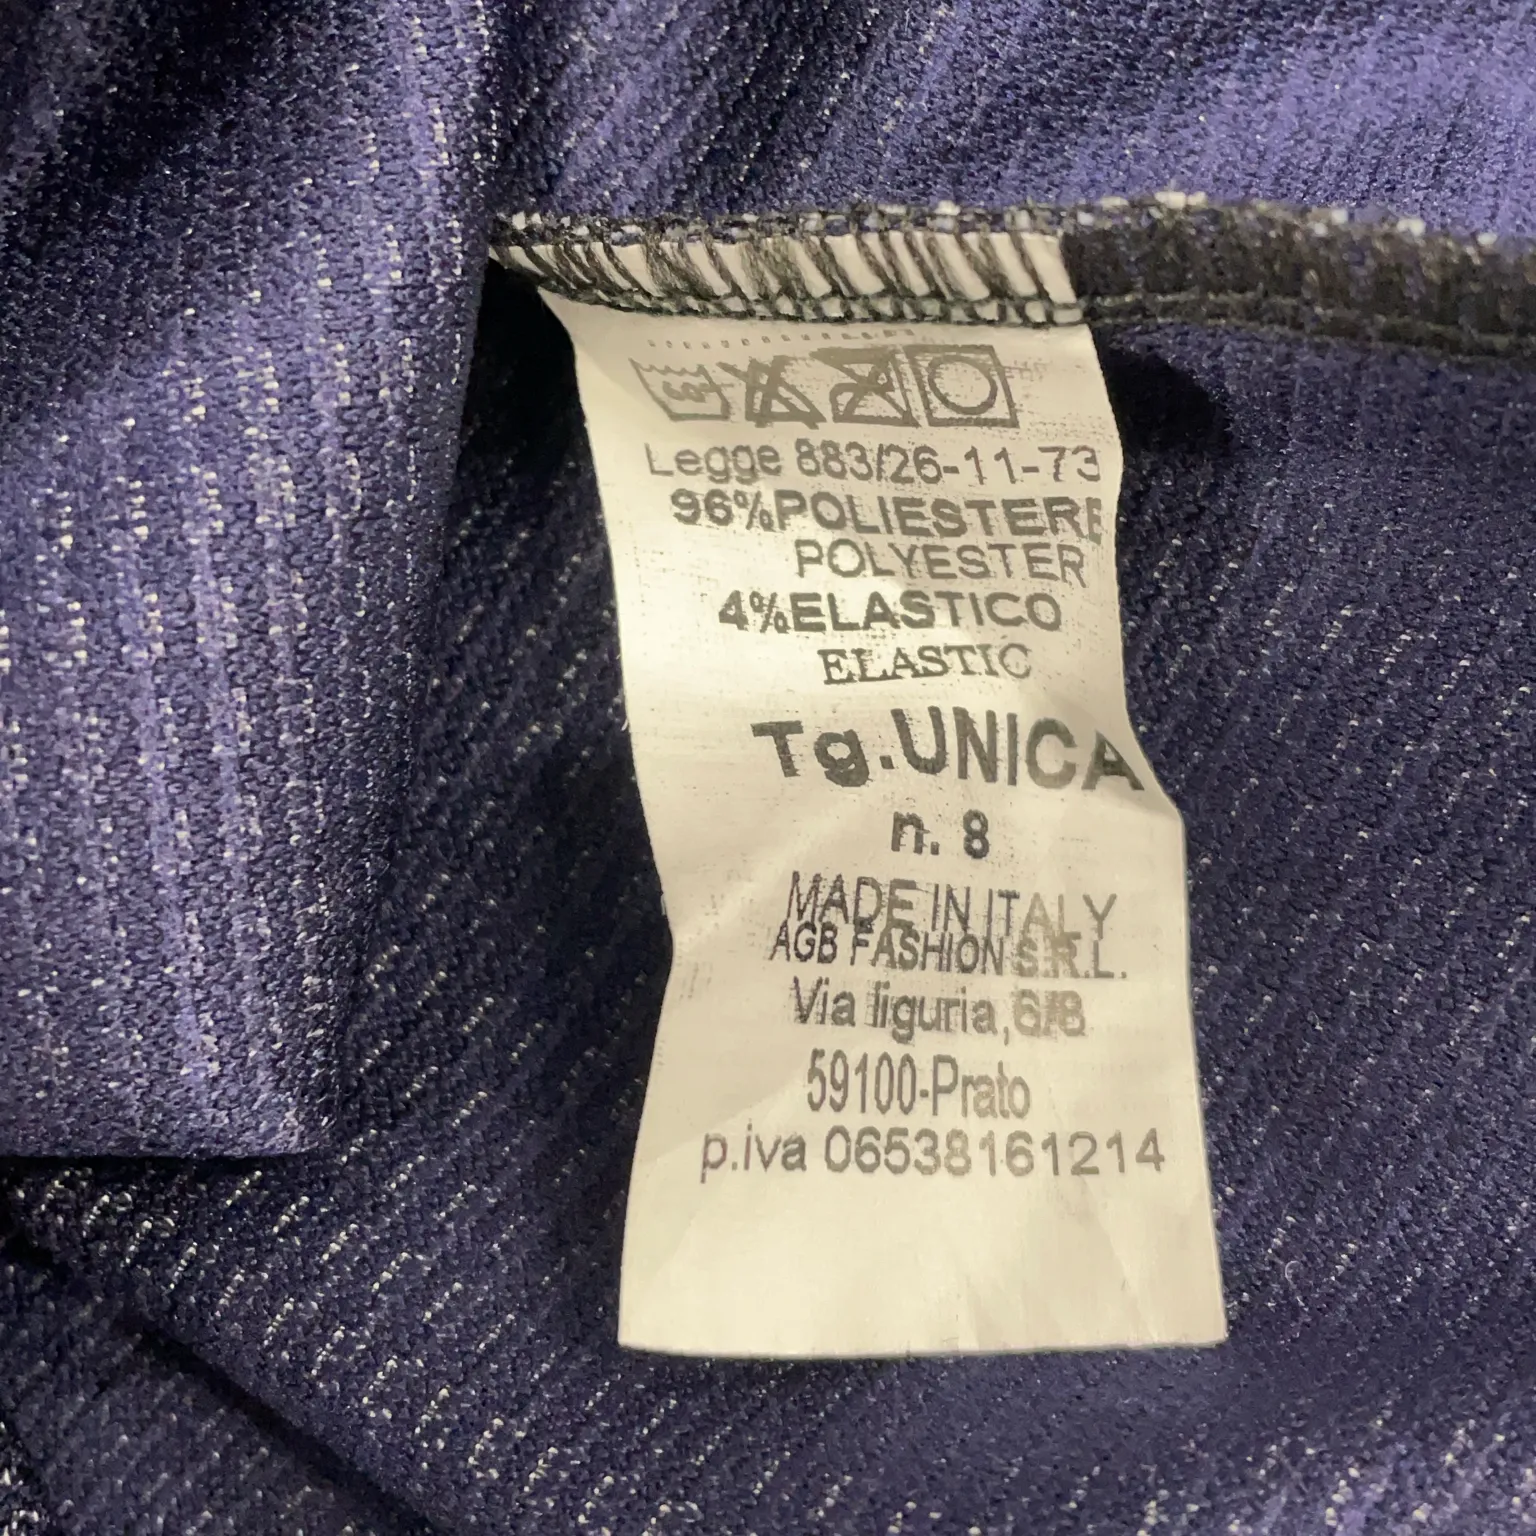 60
Legge 883/26-11-73
96%POLIESTERE
POLYESTER
4%ELASTICO
ELASTIC
Tg.UNICA
n. 8
MADE IN ITALY
AGB FASHION S.R.L.
Via liguria,6/8
59100-Prato
p.iva 06538161214